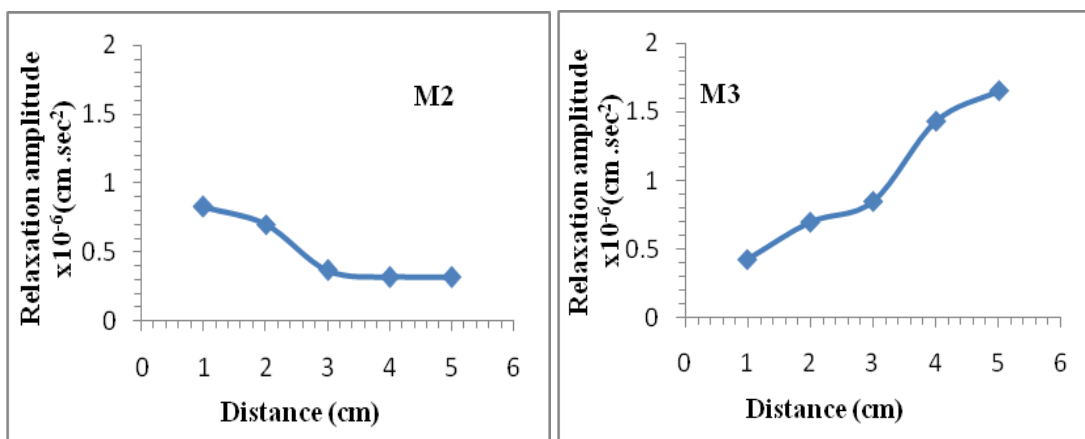 Relaxation amplitude
x10⁻⁶(cm .sec²)
2
1.5
1
0.5
0
M2
0 1 2 3 4 5 6
Distance (cm)
Relaxation amplitude
x10⁻⁶(cm .sec²)
2
1.5
1
0.5
0
M3
0 1 2 3 4 5 6
Distance (cm)